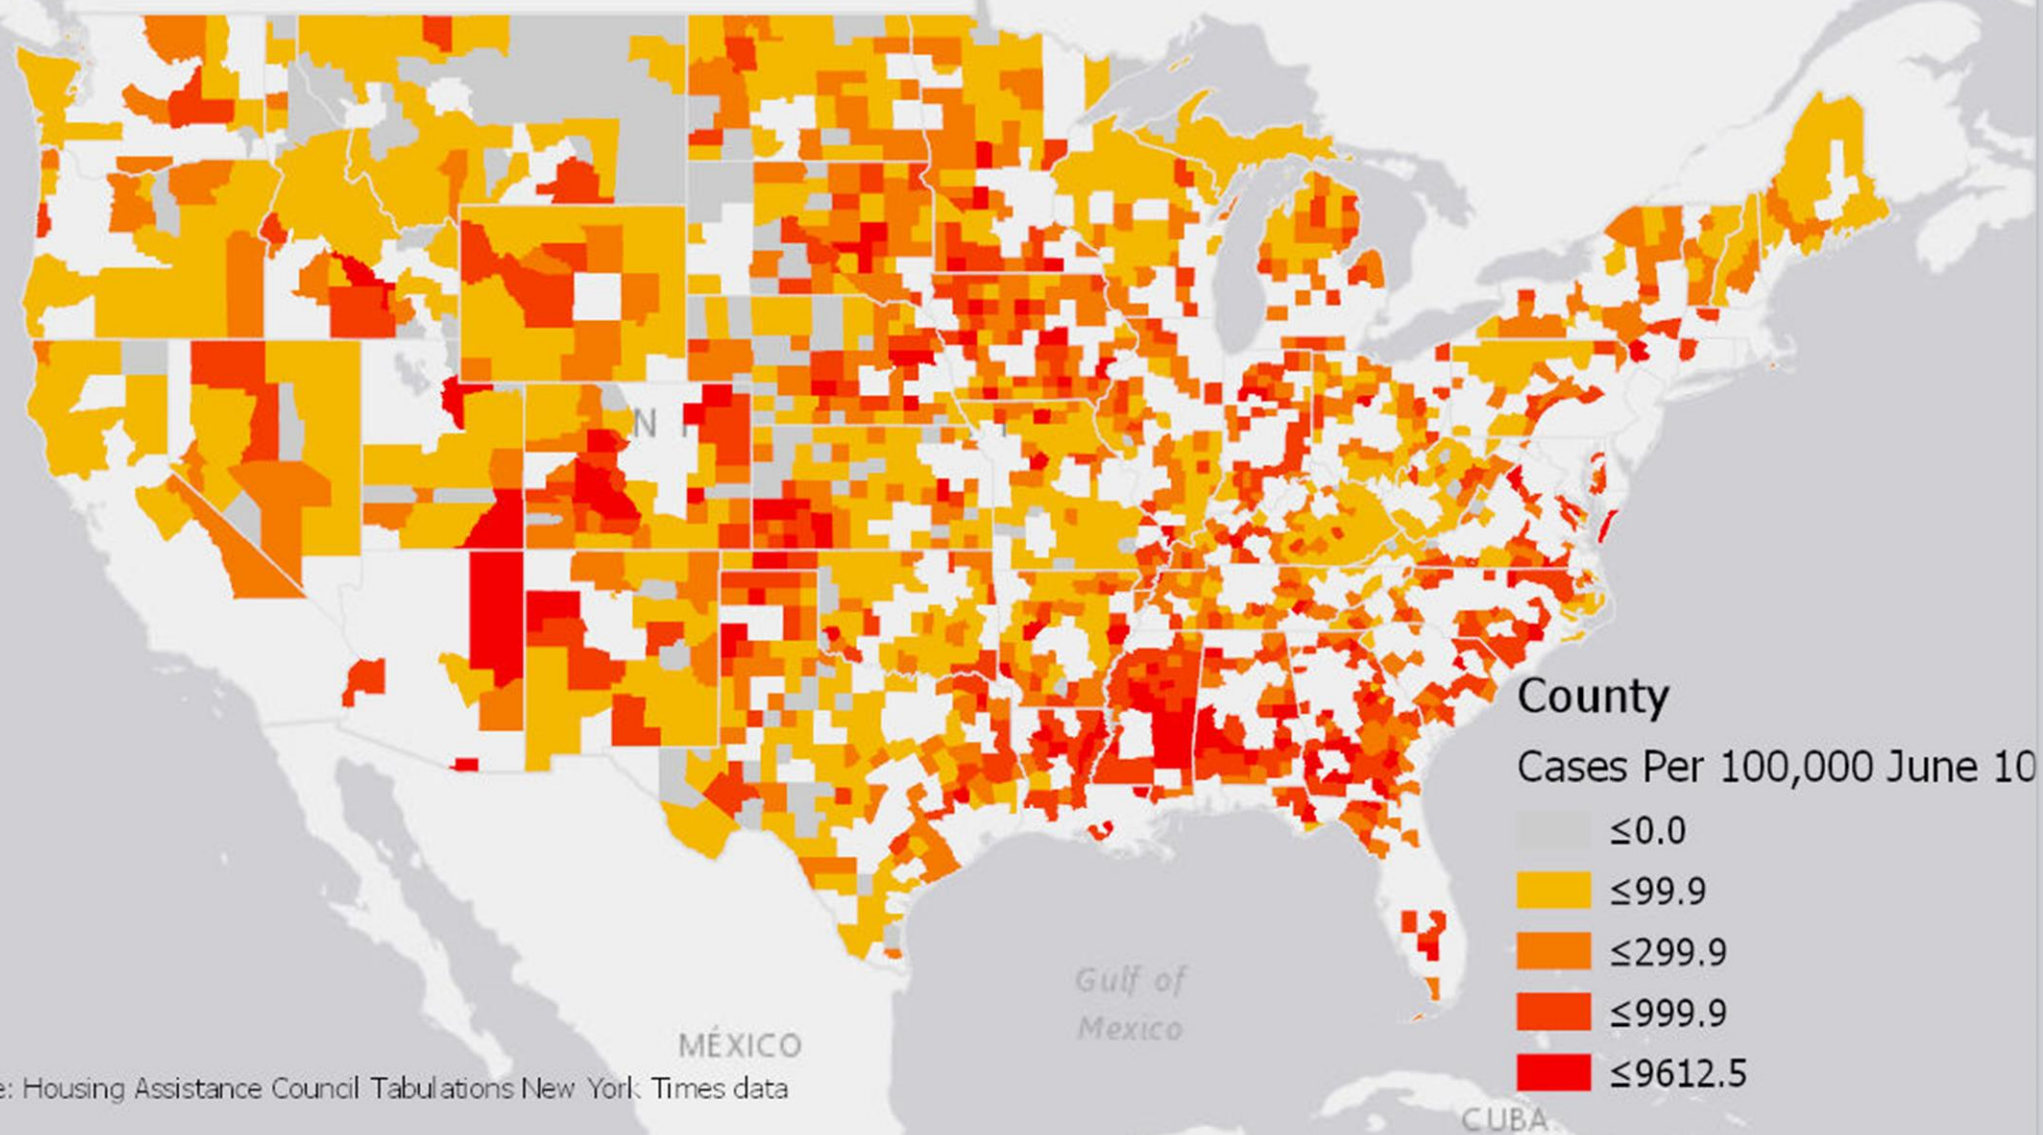 County
Cases Per 100,000 June 10
≤0.0
≤99.9
≤299.9
≤999.9
≤9612.5
Gulf of
Mexico
MÉXICO
CUBA
: Housing Assistance Council Tabulations New York Times data